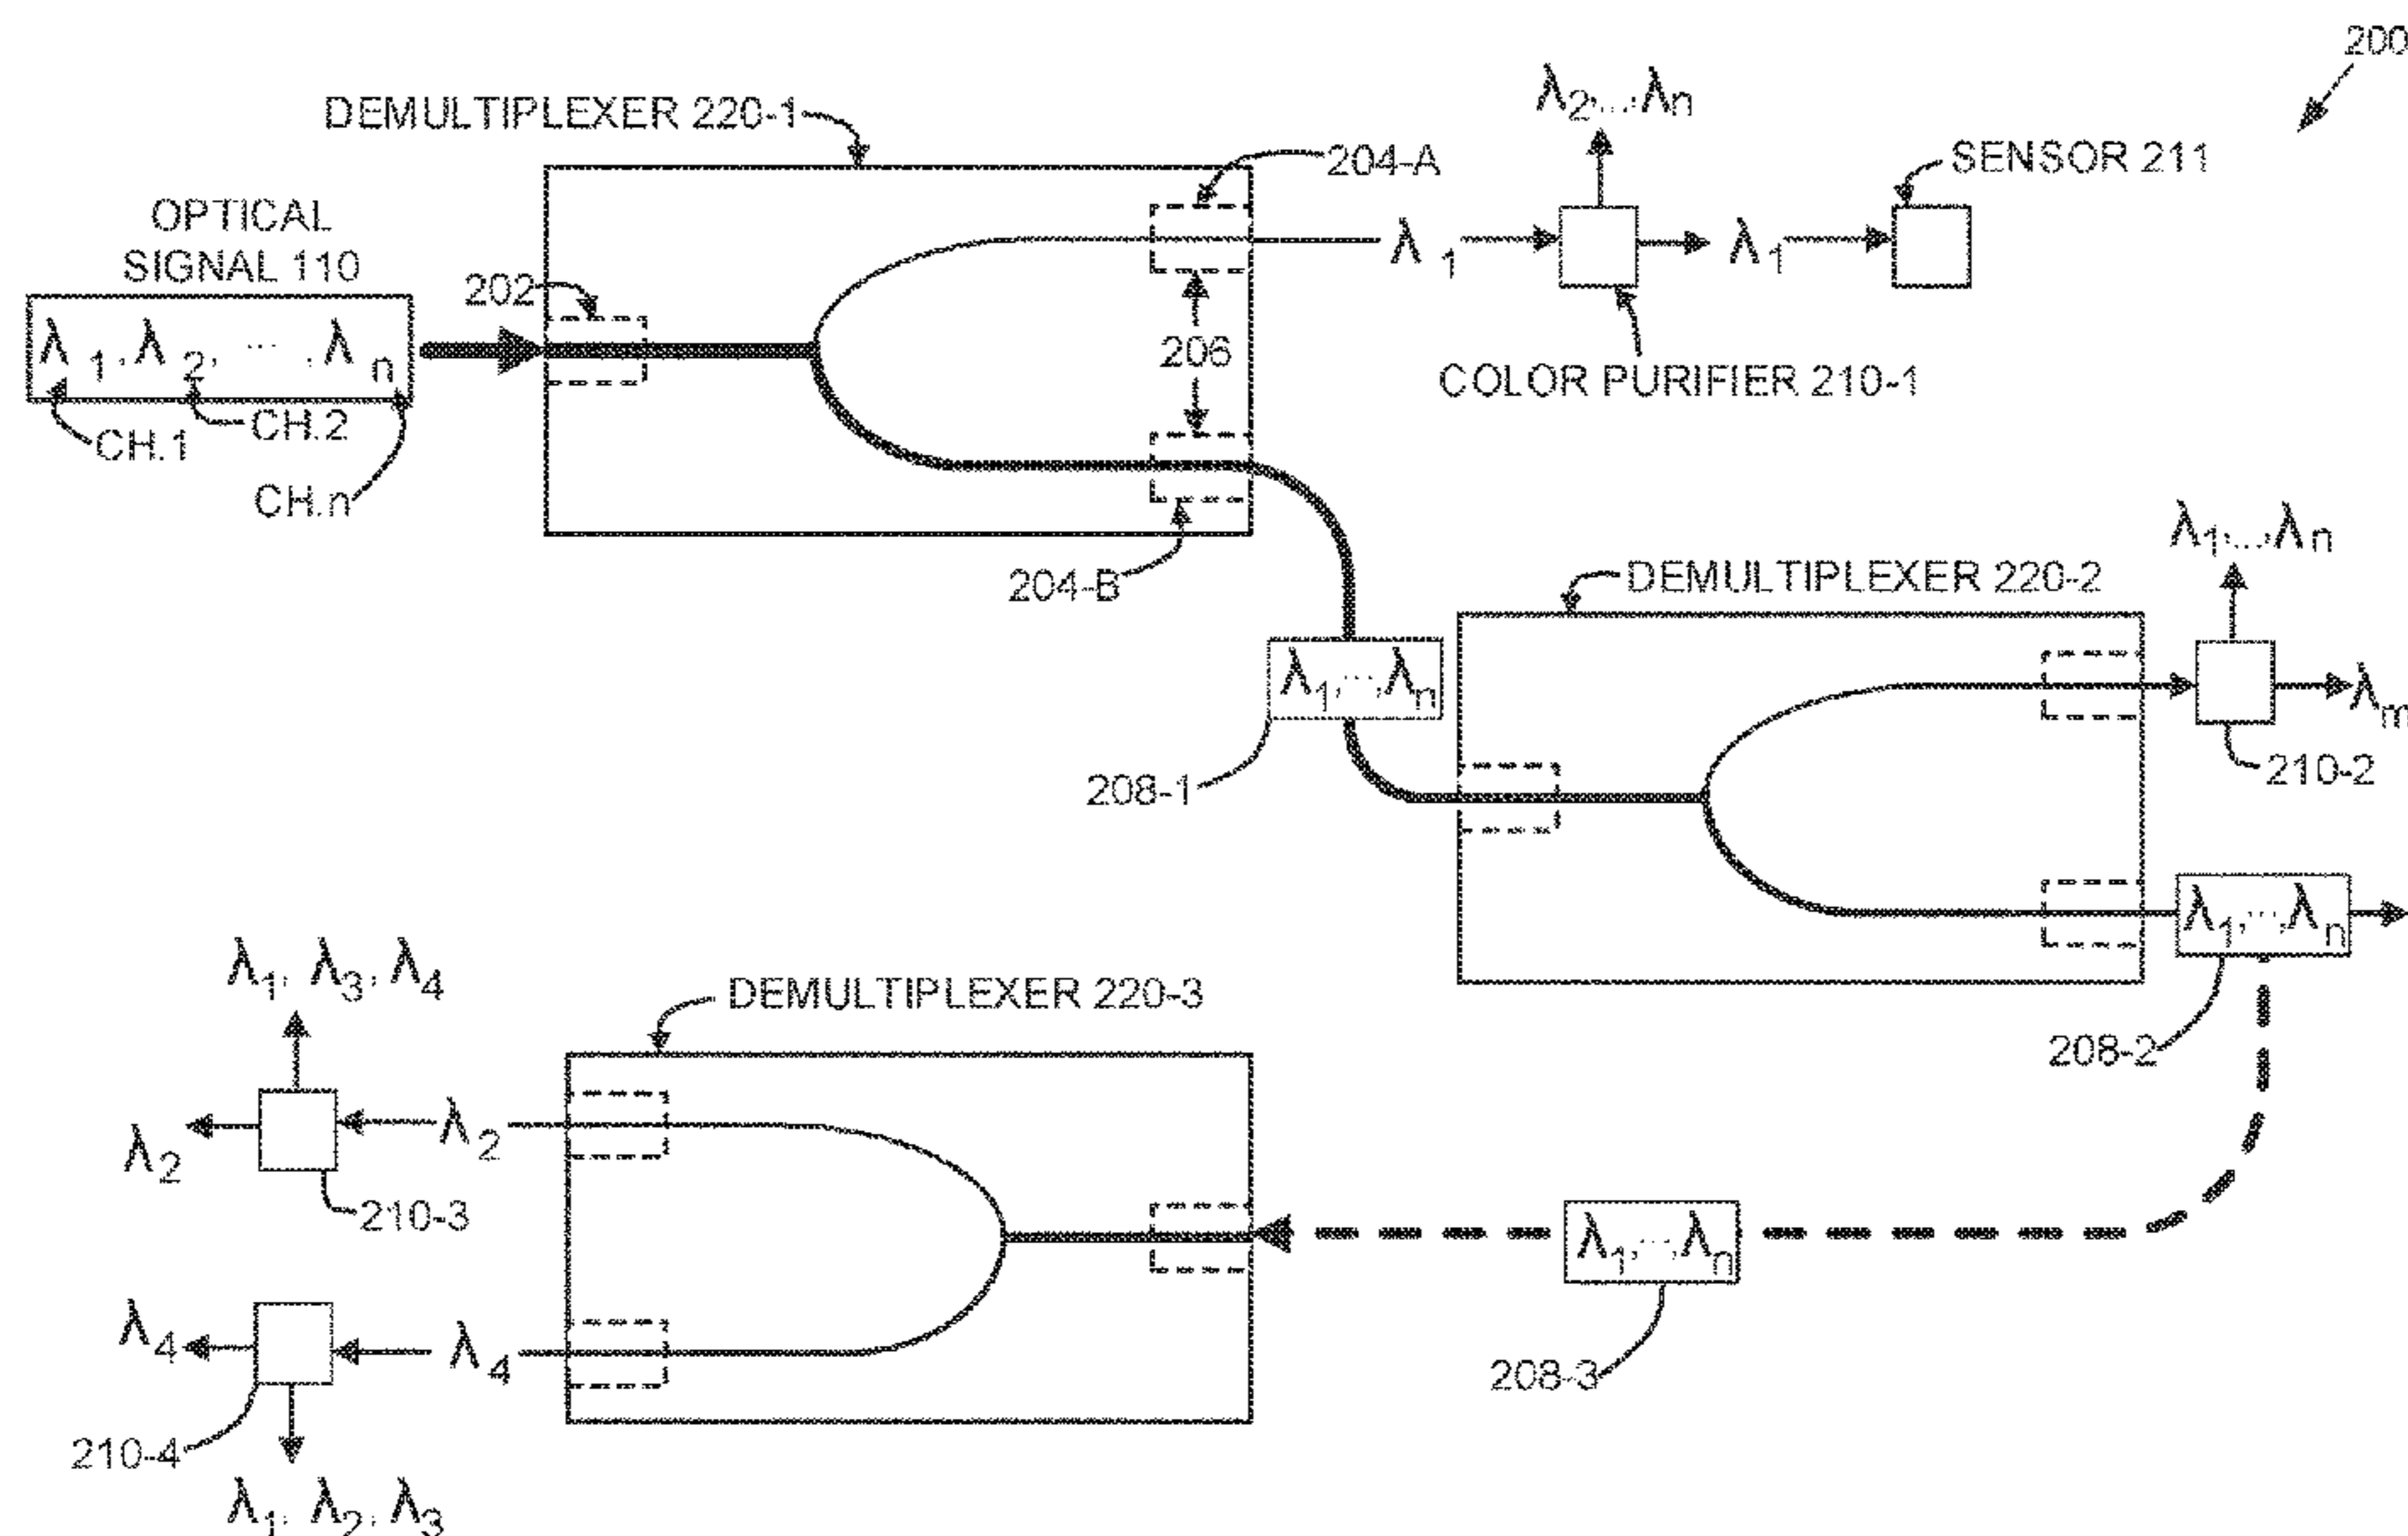 200
DEMULTIPLEXER 220-1
λ2,...,λn
204-A
SENSOR 211
OPTICAL
SIGNAL 110
202
λ1
λ1
λ1, λ2, ... , λn
206
COLOR PURIFIER 210-1
CH.1
CH.2
CH.n
204-B
λ1,...,λn
DEMULTIPLEXER 220-2
λ1,...,λn
λm
208-1
210-2
λ1,...,λn
λ1, λ3, λ4
DEMULTIPLEXER 220-3
208-2
λ2
λ2
210-3
λ1,...,λn
λ4
λ4
208-3
210-4
λ1, λ2, λ3